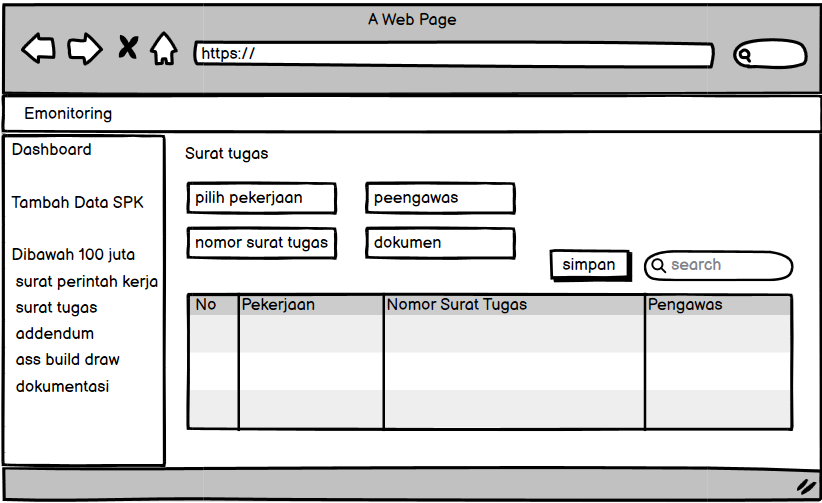 A Web Page
https://
Emonitoring
Dashboard
Tambah Data SPK
Dibawah 100 juta
surat perintah kerja
surat tugas
addendum
ass build draw
dokumentasi
Surat tugas
pilih pekerjaan
peengawas
nomor surat tugas
dokumen
simpan
search
No Pekerjaan Nomor Surat Tugas Pengawas